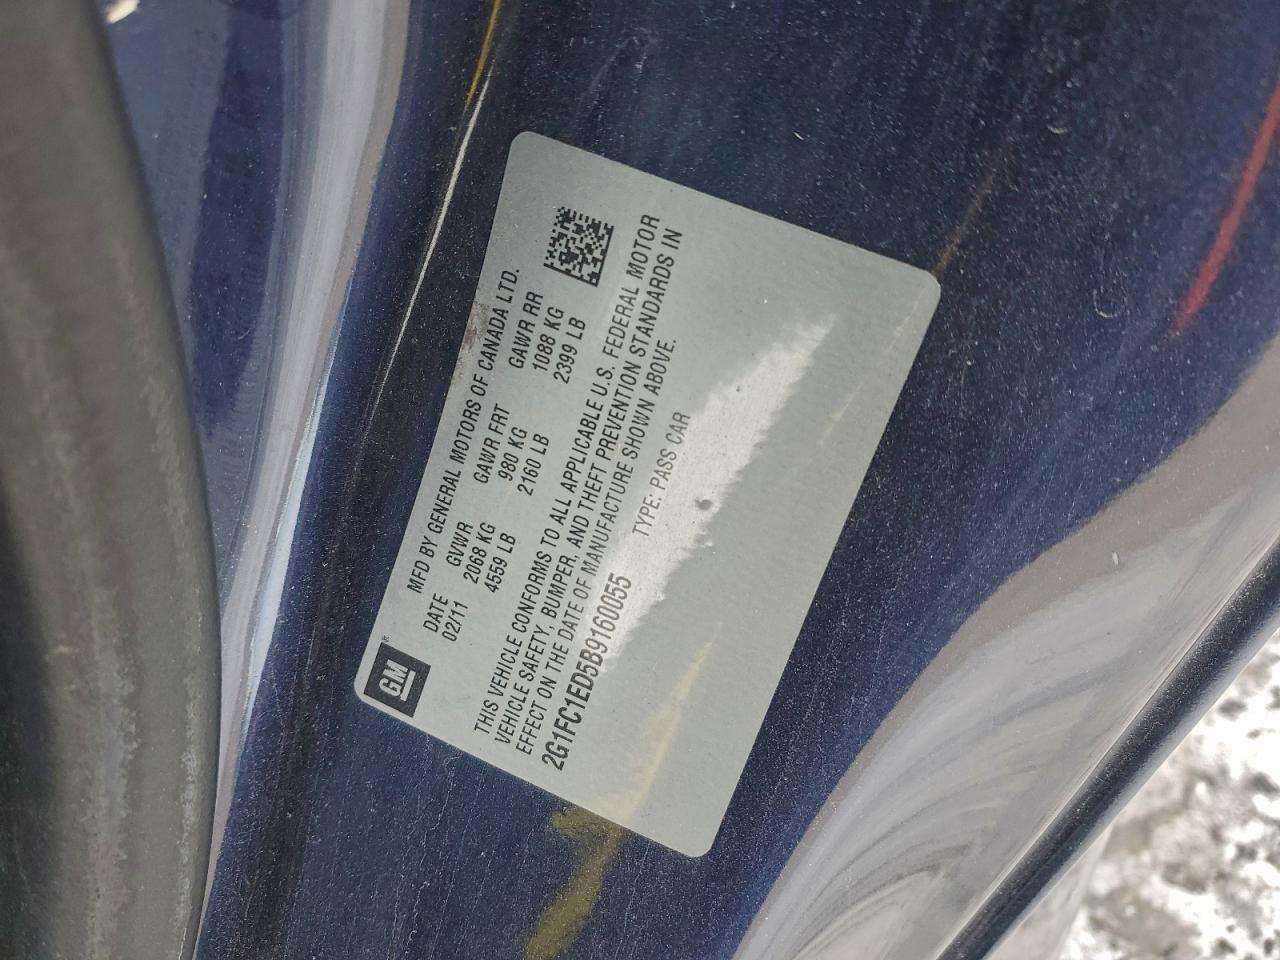 MFD BY GENERAL MOTORS OF CANADA LTD.
DATE GVWR GAWR FRT GAWR RR
02/11 2068 KG 980 KG 1088 KG
4559 LB 2160 LB 2399 LB
GM®
THIS VEHICLE CONFORMS TO ALL APPLICABLE U.S. FEDERAL MOTOR
VEHICLE SAFETY, BUMPER, AND THEFT PREVENTION STANDARDS IN
EFFECT ON THE DATE OF MANUFACTURE SHOWN ABOVE.
2G1FC1ED5B9160055 TYPE: PASS CAR